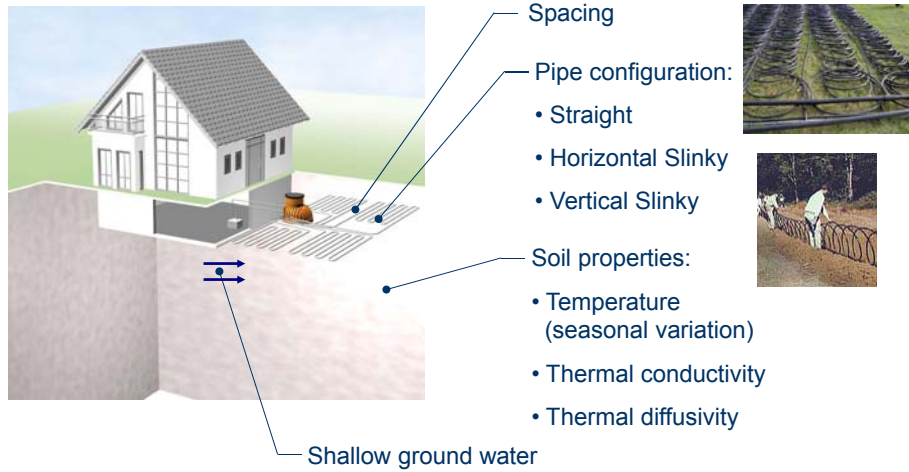 Spacing
Pipe configuration:
• Straight
• Horizontal Slinky
• Vertical Slinky
Soil properties:
• Temperature
(seasonal variation)
• Thermal conductivity
• Thermal diffusivity
Shallow ground water